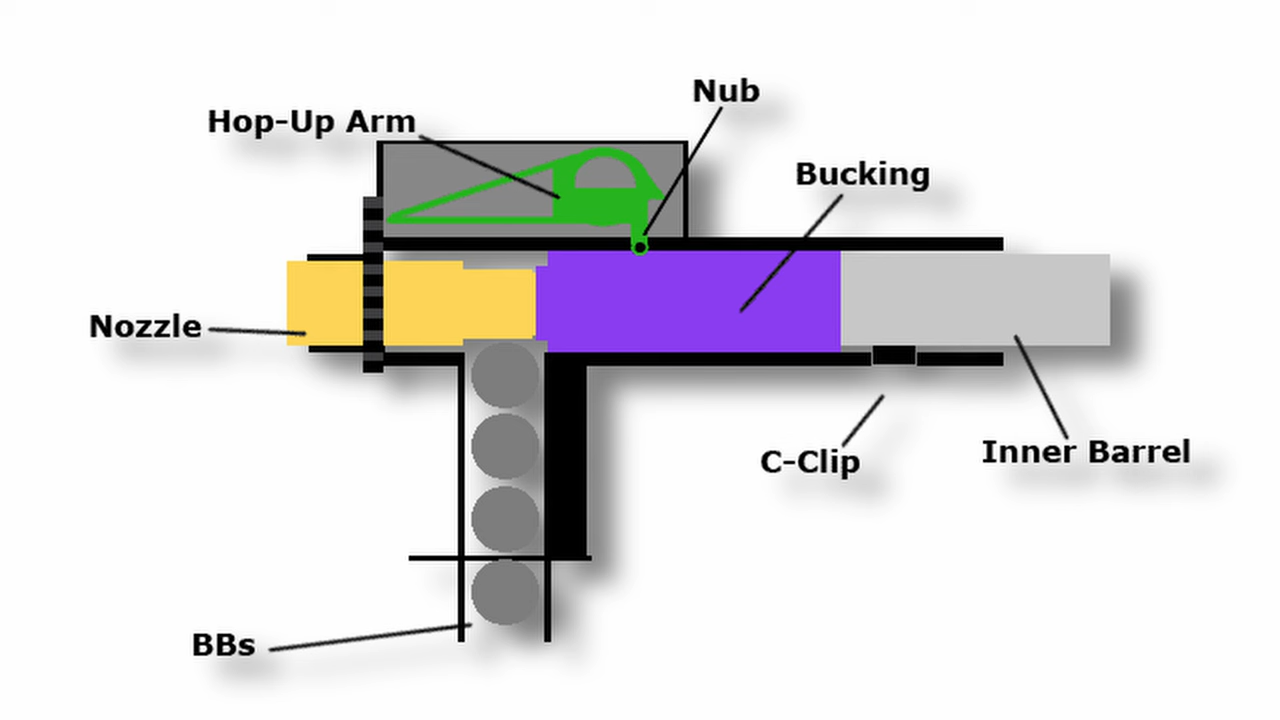 Nub
Hop-Up Arm
Bucking
Nozzle
C-Clip
Inner Barrel
BBs